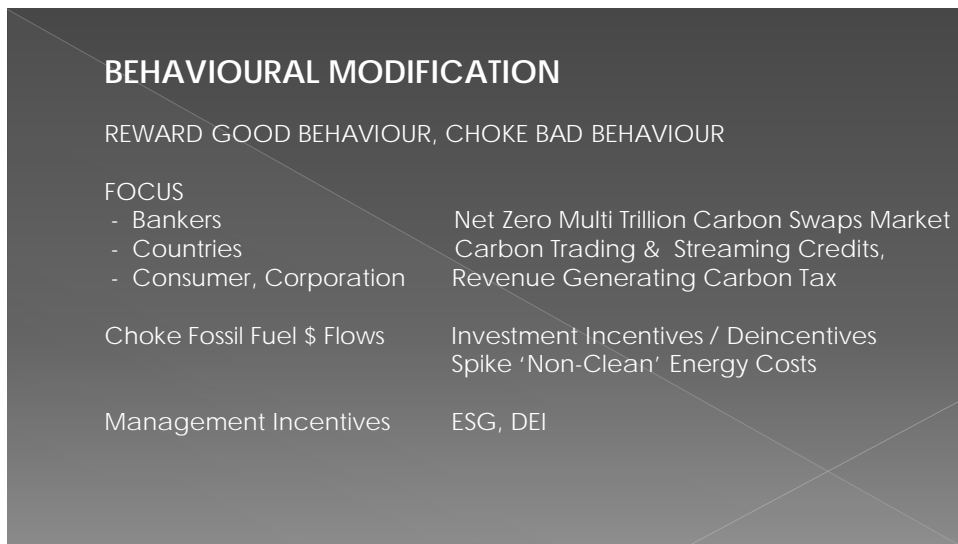 BEHAVIOURAL MODIFICATION
REWARD GOOD BEHAVIOUR, CHOKE BAD BEHAVIOUR
FOCUS
- Bankers Net Zero Multi Trillion Carbon Swaps Market
- Countries Carbon Trading & Streaming Credits,
- Consumer, Corporation Revenue Generating Carbon Tax
Choke Fossil Fuel $ Flows Investment Incentives / Deincentives
Spike ‘Non-Clean’ Energy Costs
Management Incentives ESG, DEI